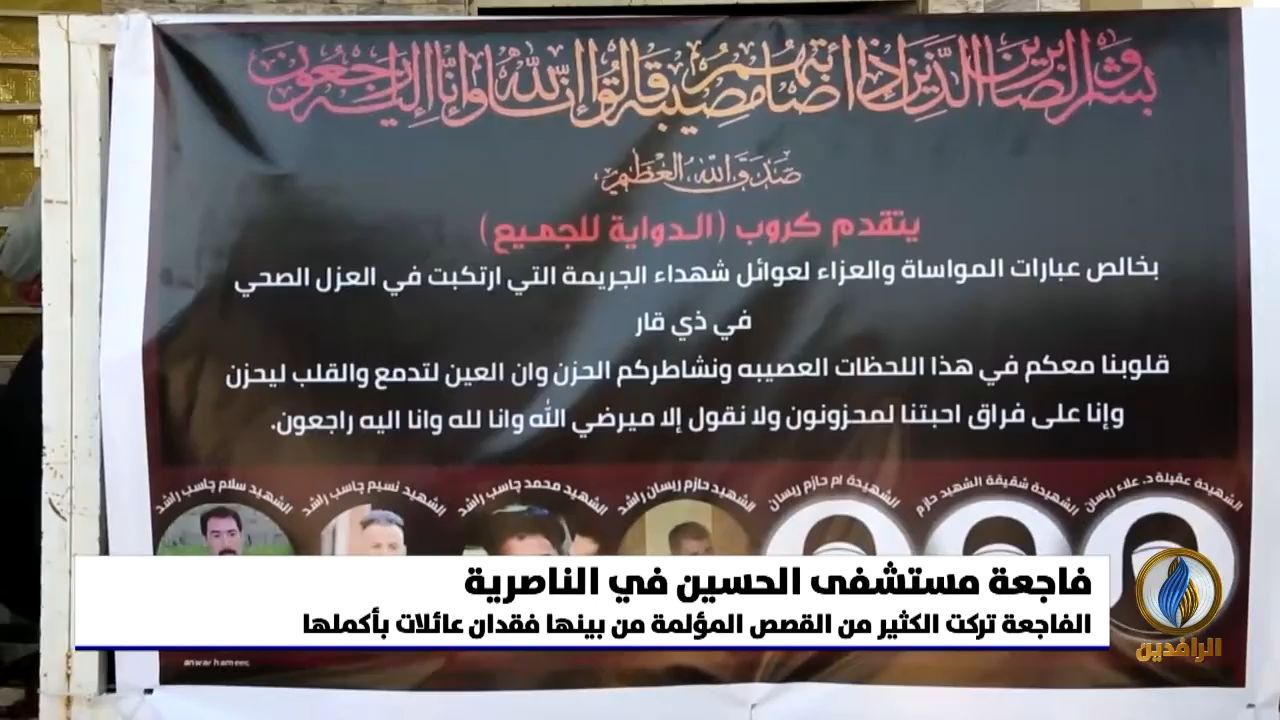 وبشر الصابرين الذين إذا أصابتهم مصيبة قالوا إنا لله وإنا إليه راجعون
صدق الله العظيم
يتقدم كروب (الدواية للجميع)
بخالص عبارات المواساة والعزاء لعوائل شهداء الجريمة التي ارتكبت في العزل الصحي
في ذي قار
قلوبنا معكم في هذا اللحظات العصيبه ونشاطركم الحزن وان العين لتدمع والقلب ليحزن
وإنا على فراق احبتنا لمحزونون ولا نقول إلا ميرضي الله وانا لله وانا اليه راجعون.
الشهيدة عقيلة د. علاء ريسان
الشهيدة شقيقة الشهيد حازم
الشهيدة ام حازم ريسان
الشهيد حازم ريسان راشد
الشهيد محمد جاسب راشد
الشهيد نسيم جاسب راشد
الشهيد سلام جاسب راشد
فاجعة مستشفى الحسين في الناصرية
الفاجعة تركت الكثير من القصص المؤلمة من بينها فقدان عائلات بأكملها
الرافدين
anwar hameec